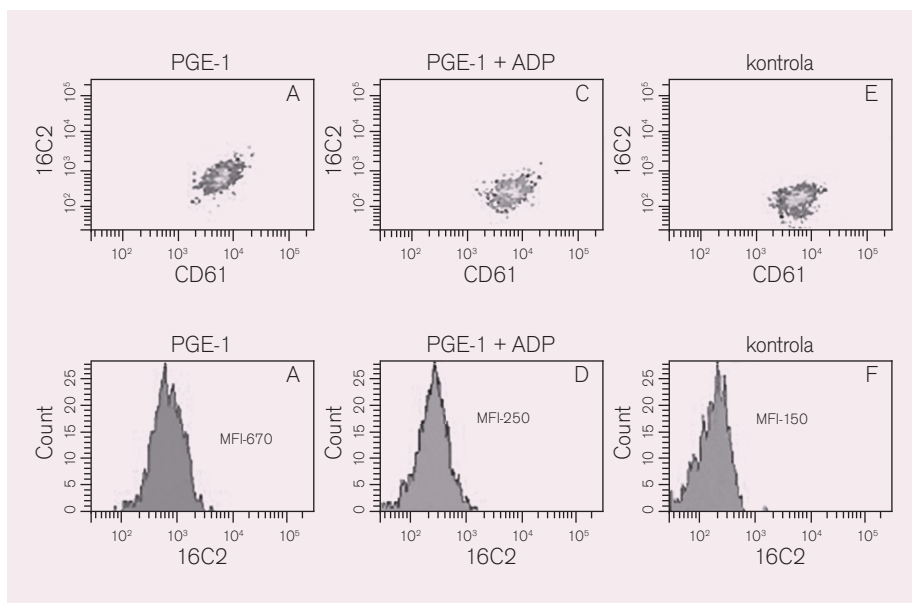 PGE-1
A
16C2
10⁵
10⁴
10³
10²
10² 10³ 10⁴ 10⁵
CD61
PGE-1 + ADP
C
16C2
10⁵
10⁴
10³
10²
10² 10³ 10⁴ 10⁵
CD61
kontrola
E
16C2
10⁵
10⁴
10³
10²
10² 10³ 10⁴ 10⁵
CD61
PGE-1
A
MFI-670
Count
25
20
15
10
5
0
10² 10³ 10⁴ 10⁵
16C2
PGE-1 + ADP
D
MFI-250
Count
25
20
15
10
5
0
10² 10³ 10⁴ 10⁵
16C2
kontrola
F
MFI-150
Count
25
20
15
10
5
0
10² 10³ 10⁴ 10⁵
16C2